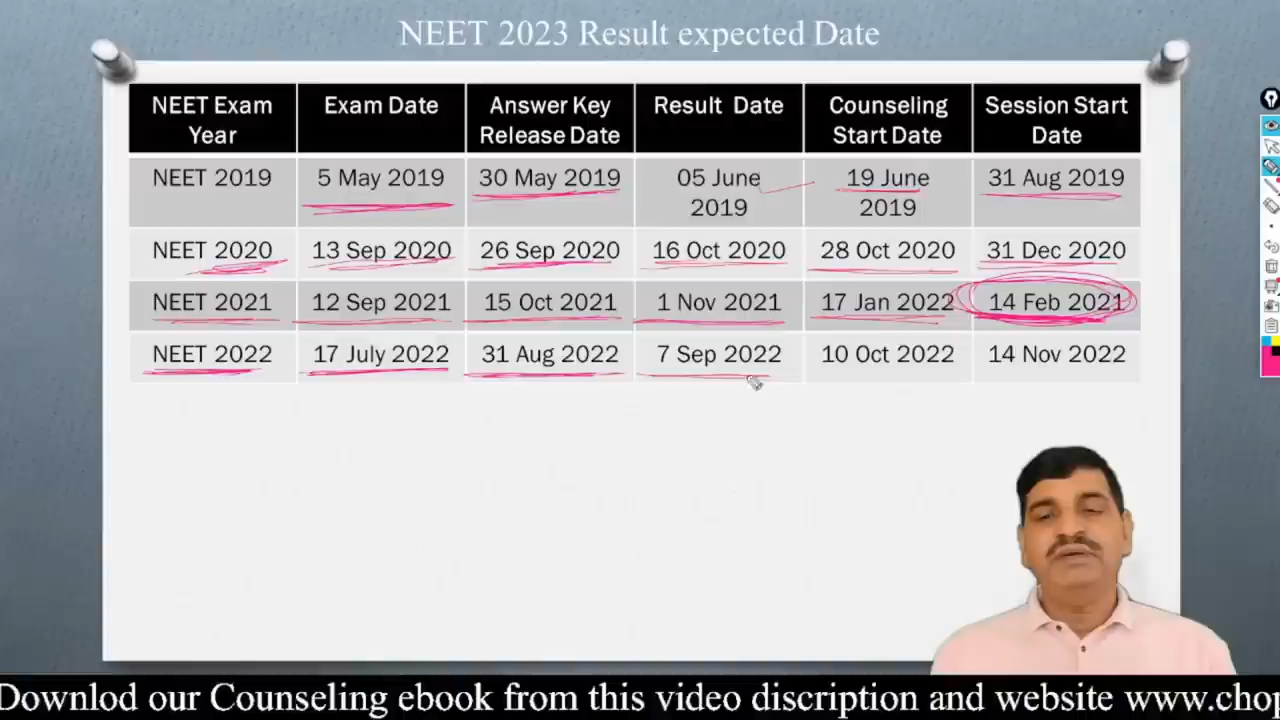 NEET 2023 Result expected Date
NEET Exam Year
Exam Date
Answer Key Release Date
Result Date
Counseling Start Date
Session Start Date
NEET 2019
5 May 2019
30 May 2019
05 June 2019
19 June 2019
31 Aug 2019
NEET 2020
13 Sep 2020
26 Sep 2020
16 Oct 2020
28 Oct 2020
31 Dec 2020
NEET 2021
12 Sep 2021
15 Oct 2021
1 Nov 2021
17 Jan 2022
14 Feb 2021
NEET 2022
17 July 2022
31 Aug 2022
7 Sep 2022
10 Oct 2022
14 Nov 2022
Downlod our Counseling ebook from this video discription and website www.chop